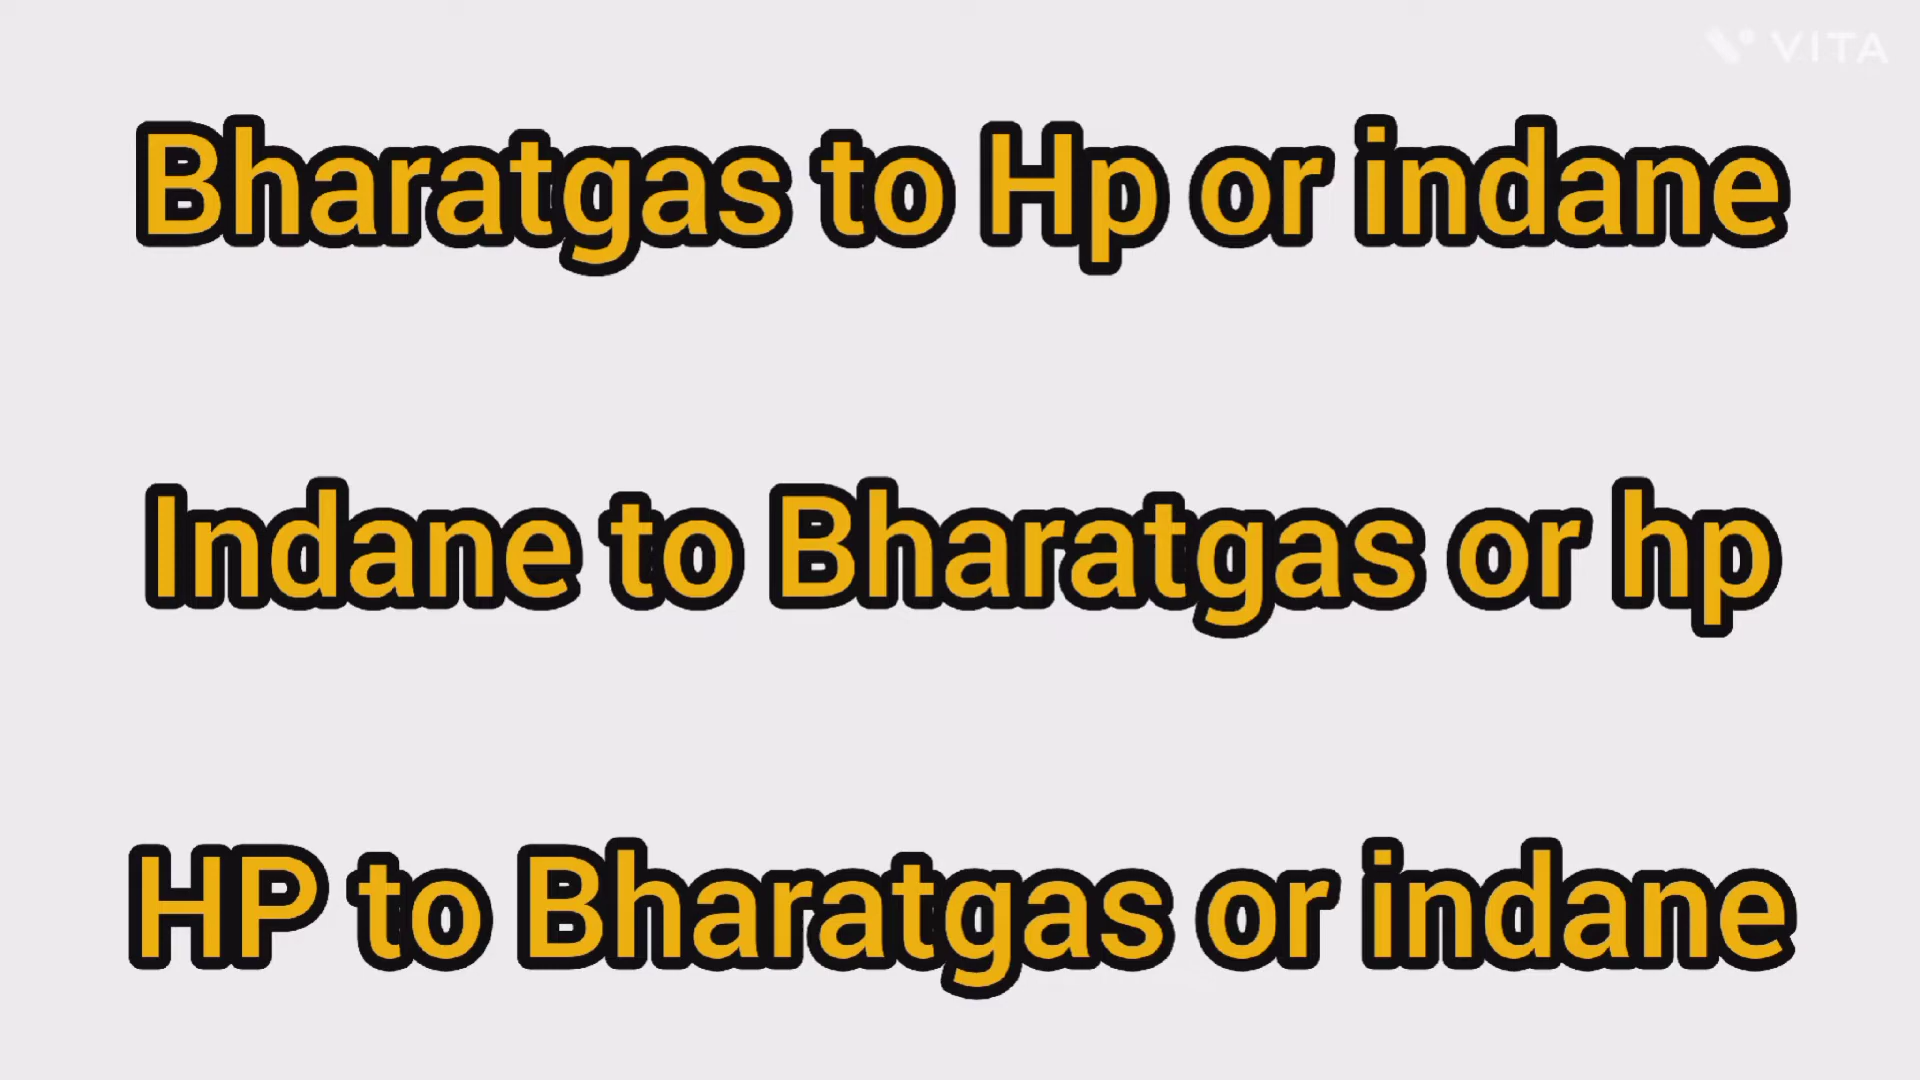 VITA
Bharatgas to Hp or indane
Indane to Bharatgas or hp
HP to Bharatgas or indane